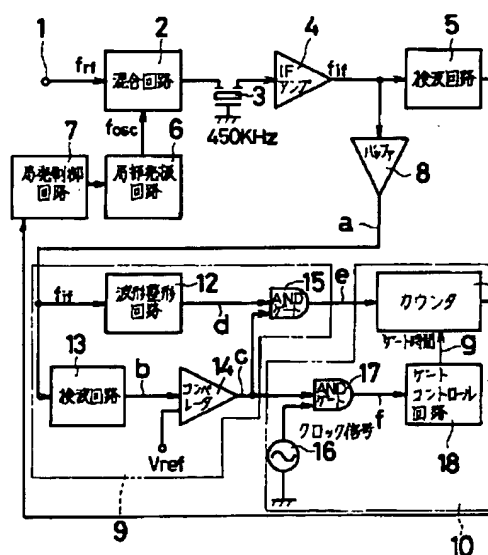 1
frf
2
混合回路
3
450KHz
4
IF
アンプ
fif
5
検波回路
fosc
7
局発制御
回路
6
局部発振
回路
バッファ
8
a
fif
波形整形
回路
12
d
15
AND
ゲート
e
カウンタ
ゲート時間
g
13
検波回路
b
14
コンパ
レータ
c
Vref
AND
ゲート
17
f
クロック信号
16
ゲート
コントロール
回路
18
9
10